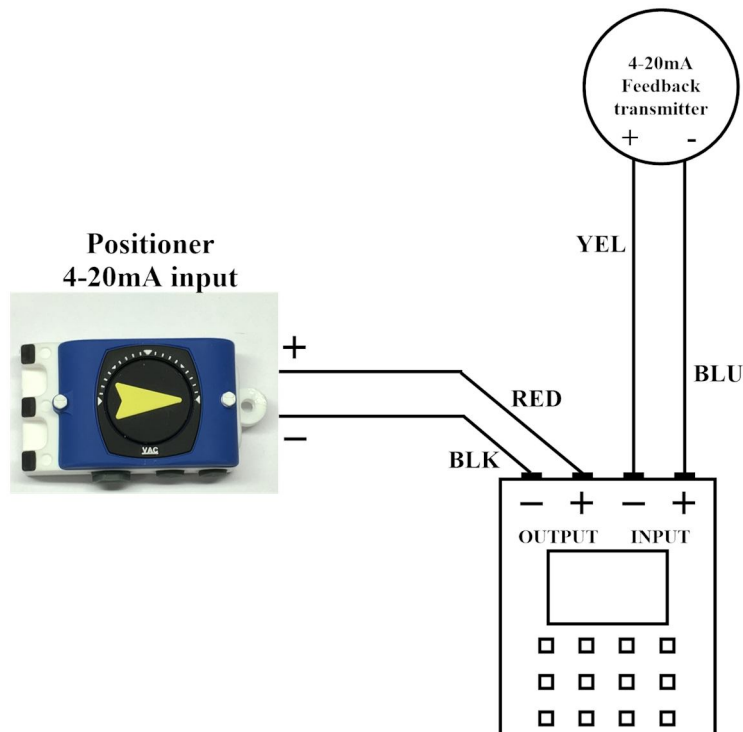 4-20mA
Feedback
transmitter
+ -
YEL
Positioner
4-20mA input
+
BLU
RED
−
BLK
− + − +
OUTPUT INPUT
VAC